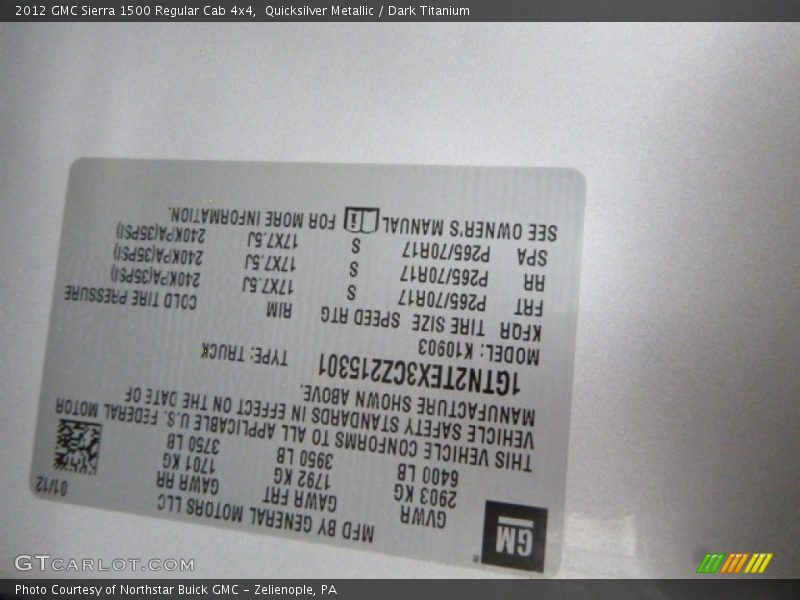 2012 GMC Sierra 1500 Regular Cab 4x4, Quicksilver Metallic / Dark Titanium
GM
®
MFD BY GENERAL MOTORS LLC
01/12
GVWR GAWR FRT GAWR RR
2903 KG 1792 KG 1701 KG
6400 LB 3950 LB 3750 LB
THIS VEHICLE CONFORMS TO ALL APPLICABLE U.S. FEDERAL MOTOR
VEHICLE SAFETY STANDARDS IN EFFECT ON THE DATE OF
MANUFACTURE SHOWN ABOVE.
1GTN2TEX3CZ215301 TYPE: TRUCK
MODEL: K10903
KFQR TIRE SIZE SPEED RTG RIM COLD TIRE PRESSURE
FRT P265/70R17 S 17X7.5J 240KPA(35PSI)
RR P265/70R17 S 17X7.5J 240KPA(35PSI)
SPA P265/70R17 S 17X7.5J 240KPA(35PSI)
SEE OWNER'S MANUAL i FOR MORE INFORMATION.
GTCARLOT.COM
Photo Courtesy of Northstar Buick GMC - Zelienople, PA